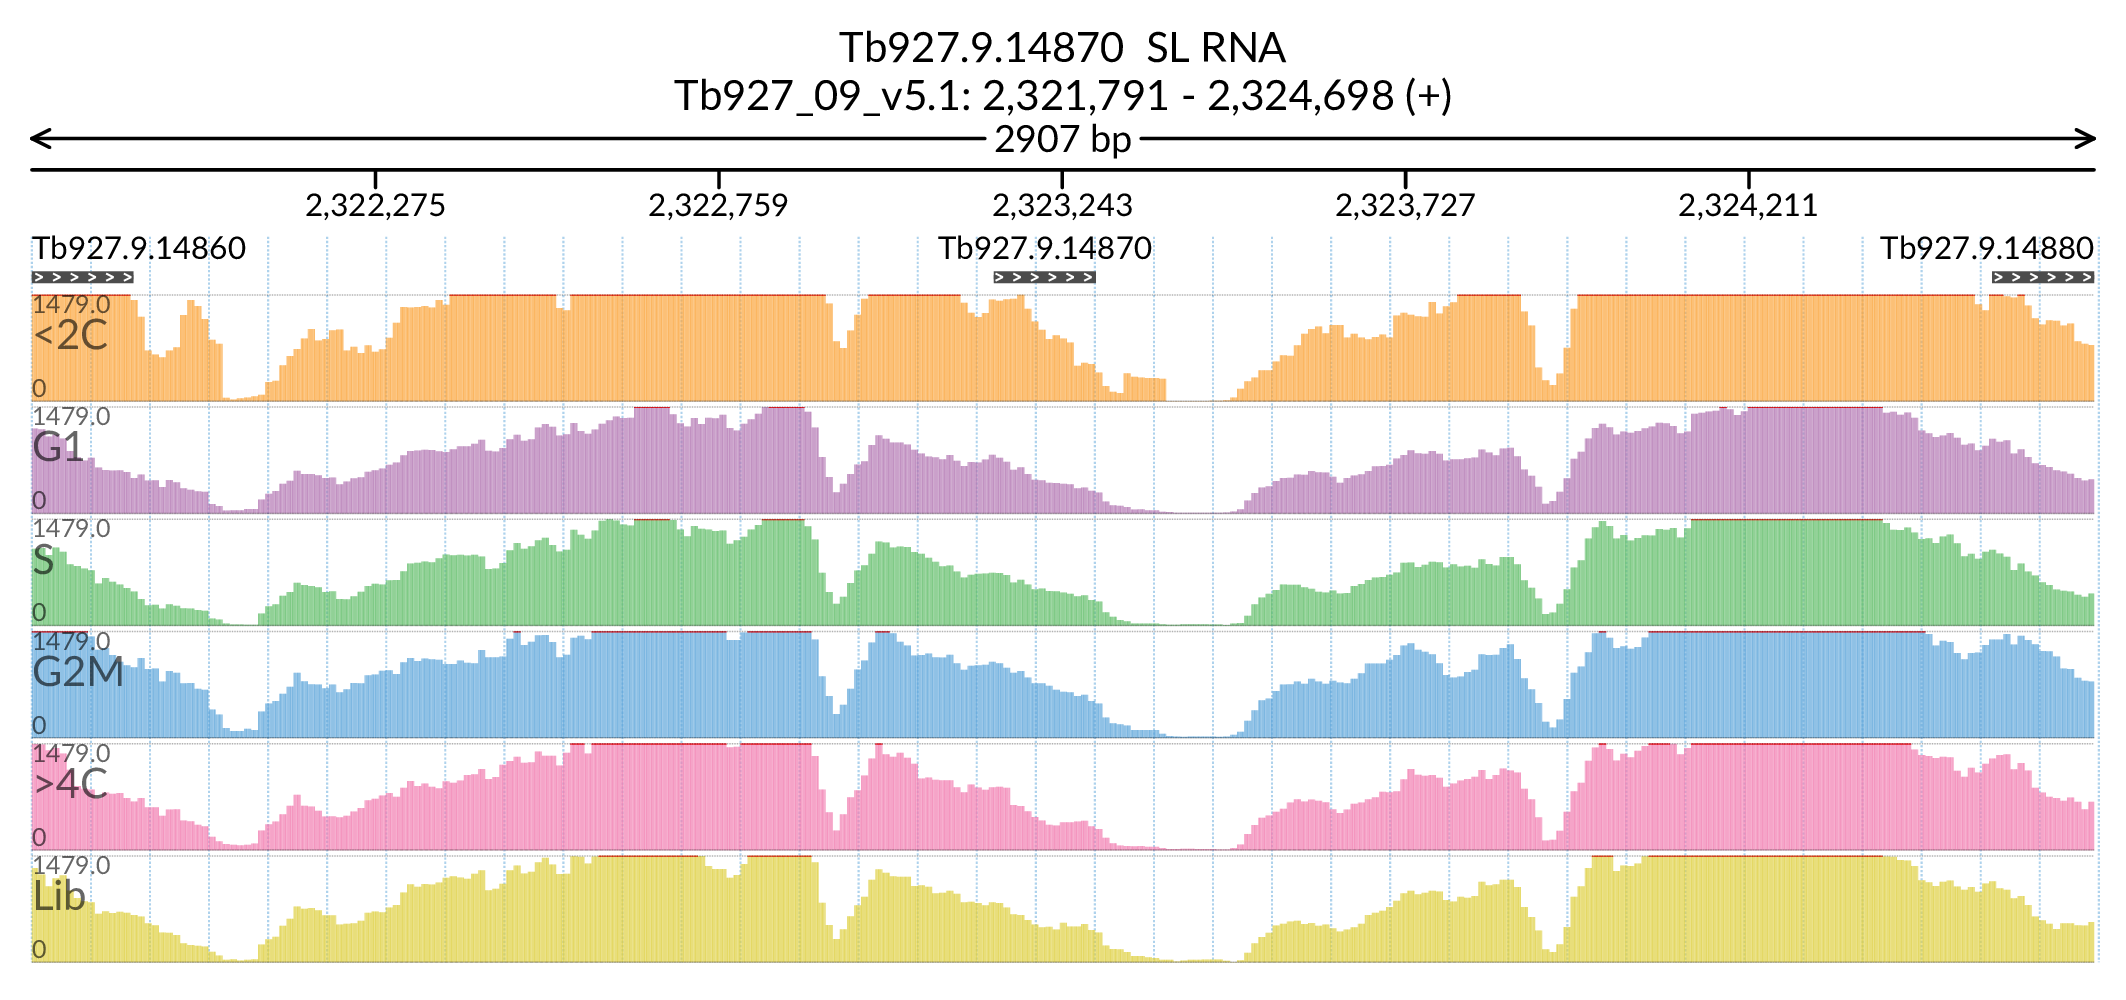 Tb927.9.14870  SL RNA
Tb927_09_v5.1: 2,321,791 - 2,324,698 (+)
2907 bp
2,322,275 2,322,759 2,323,243 2,323,727 2,324,211
Tb927.9.14860 Tb927.9.14870 Tb927.9.14880
> > > > > > > > > > > > > > > > > >
1479.0
<2C
0
1479.0
G1
0
1479.0
S
0
1479.0
G2M
0
1479.0
>4C
0
1479.0
Lib
0